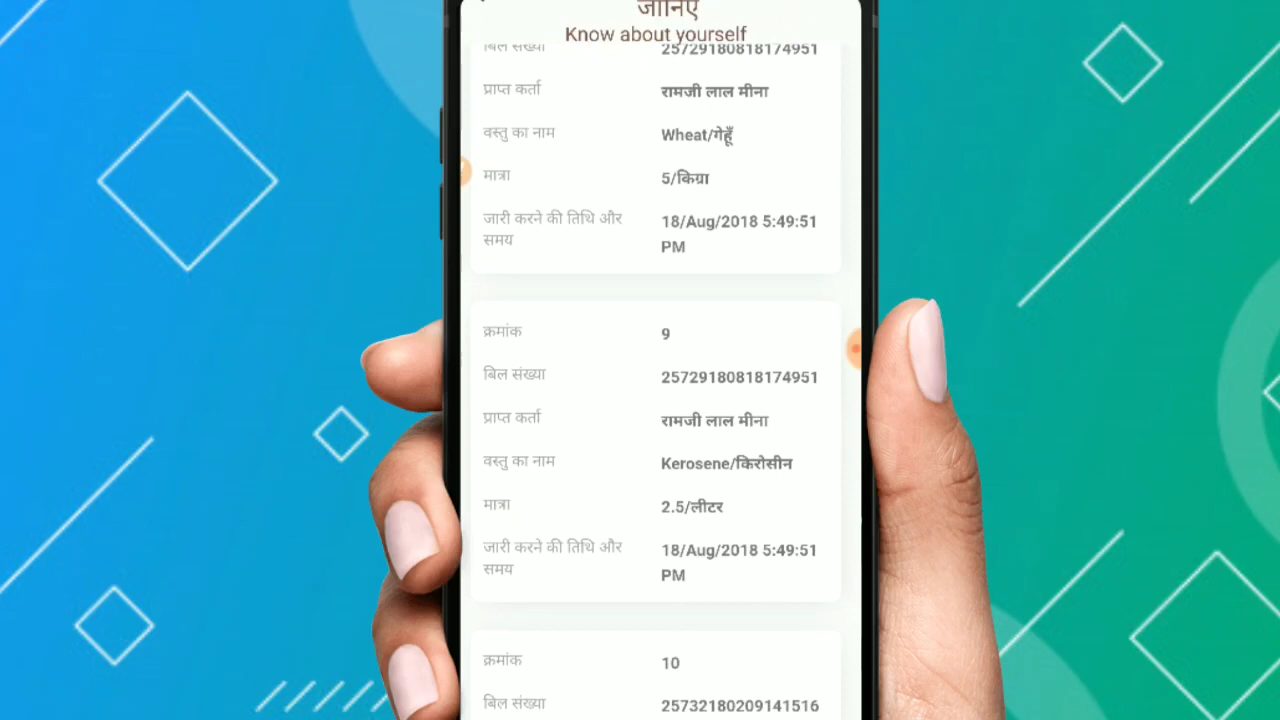 जानिए
Know about yourself
बिल संख्या 25729180818174951
प्राप्त कर्ता रामजी लाल मीना
वस्तु का नाम Wheat/गेहूँ
मात्रा 5/किग्रा
जारी करने की तिथि और 18/Aug/2018 5:49:51
समय PM
क्रमांक 9
बिल संख्या 25729180818174951
प्राप्त कर्ता रामजी लाल मीना
वस्तु का नाम Kerosene/किरोसीन
मात्रा 2.5/लीटर
जारी करने की तिथि और 18/Aug/2018 5:49:51
समय PM
क्रमांक 10
बिल संख्या 25732180209141516